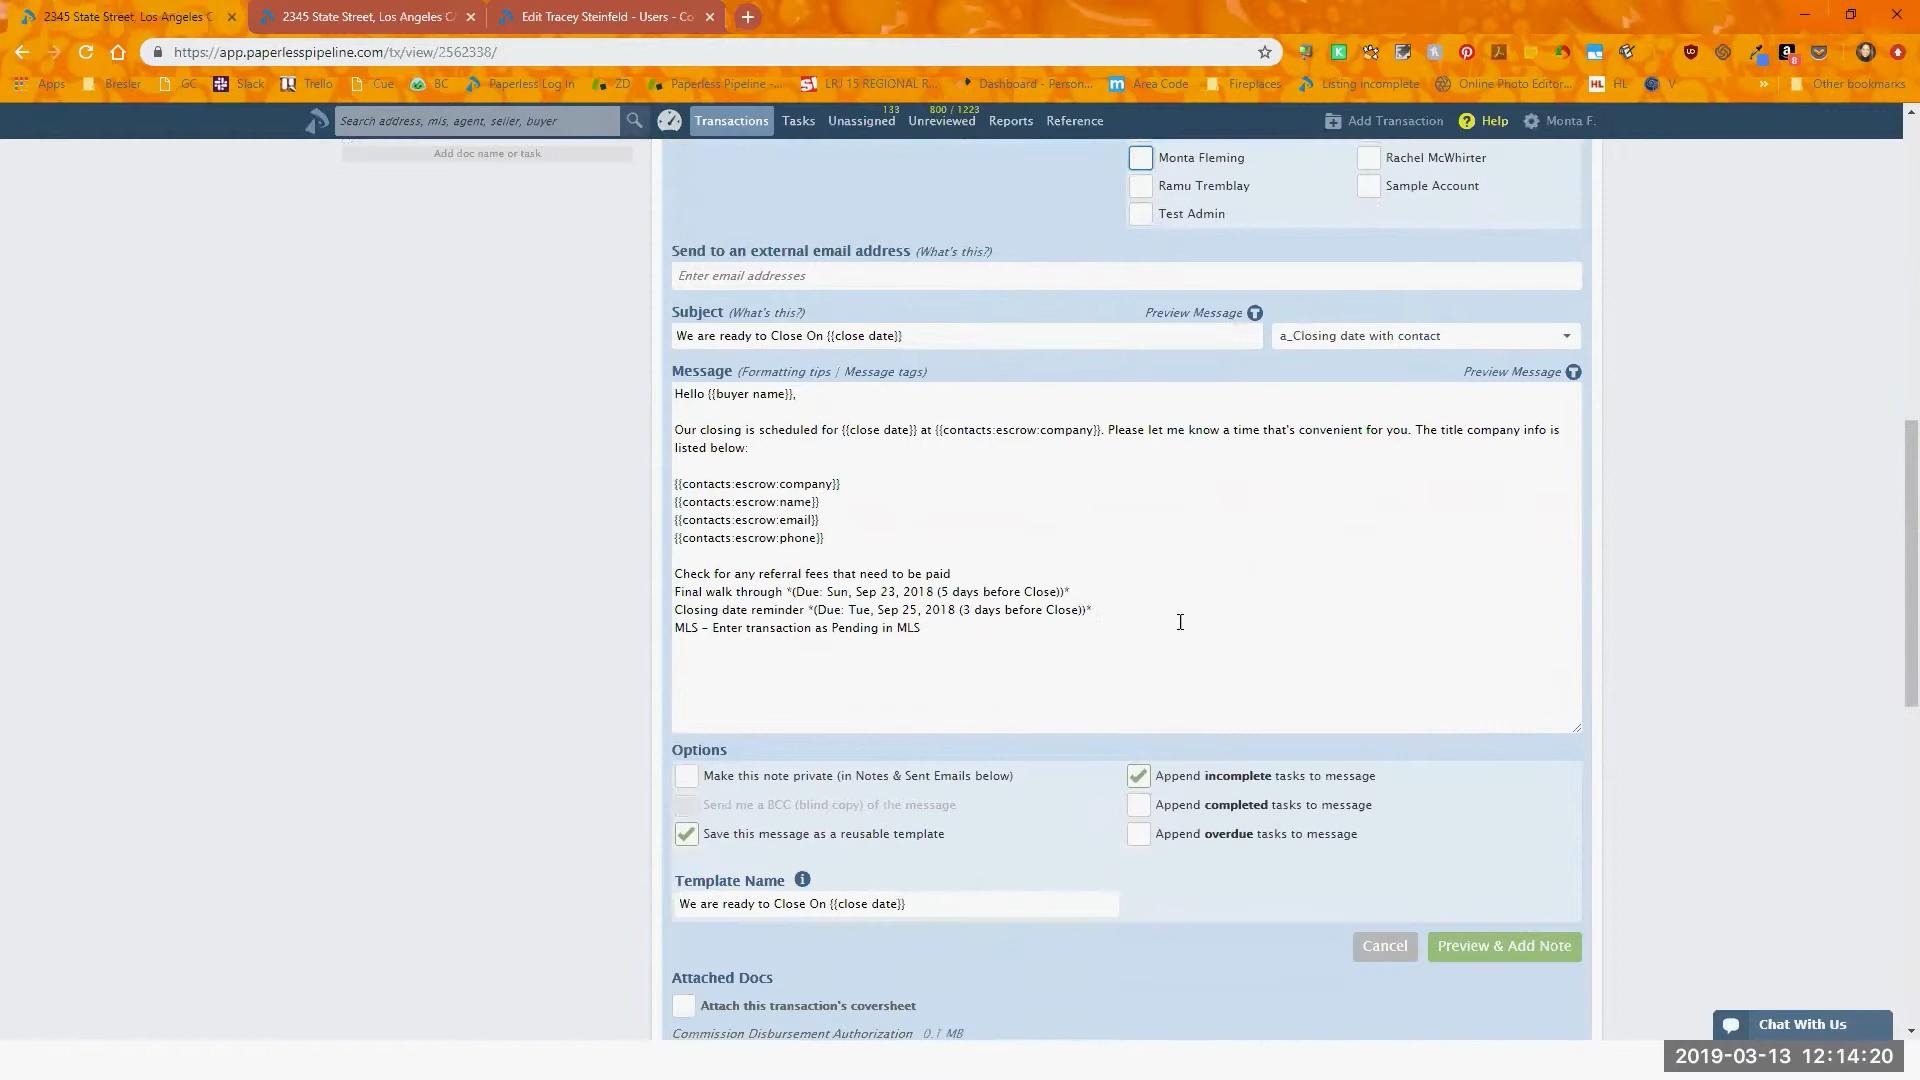 2345 State Street, Los Angeles C
2345 State Street, Los Angeles C
Edit Tracey Steinfeld - Users - Co
https://app.paperlesspipeline.com/tx/view/2562338/
8
Apps
Bresler
GC
Slack
Trello
Cue
BC
Paperless Log In
ZD
Paperless Pipeline -...
LRJ 15 REGIONAL R...
Dashboard - Person...
Area Code
Fireplaces
Listing incomplete
Online Photo Editor...
HL
HL
V
»
Other bookmarks
Search address, mls, agent, seller, buyer
Transactions
Tasks
133
Unassigned
800 / 1223
Unreviewed
Reports
Reference
Add Transaction
Help
Monta F.
Add doc name or task
Monta Fleming
Rachel McWhirter
Ramu Tremblay
Sample Account
Test Admin
Send to an external email address (What's this?)
Enter email addresses
Subject (What's this?)
Preview Message
We are ready to Close On {{close date}}
a_Closing date with contact
Message (Formatting tips | Message tags)
Preview Message
Hello {{buyer name}},
Our closing is scheduled for {{close date}} at {{contacts:escrow:company}}. Please let me know a time that's convenient for you. The title company info is
listed below:
{{contacts:escrow:company}}
{{contacts:escrow:name}}
{{contacts:escrow:email}}
{{contacts:escrow:phone}}
Check for any referral fees that need to be paid
Final walk through *(Due: Sun, Sep 23, 2018 (5 days before Close))*
Closing date reminder *(Due: Tue, Sep 25, 2018 (3 days before Close))*
MLS - Enter transaction as Pending in MLS
Options
Make this note private (in Notes & Sent Emails below)
Append incomplete tasks to message
Send me a BCC (blind copy) of the message
Append completed tasks to message
Save this message as a reusable template
Append overdue tasks to message
Template Name
We are ready to Close On {{close date}}
Cancel
Preview & Add Note
Attached Docs
Attach this transaction's coversheet
Commission Disbursement Authorization 0.1 MB
Chat With Us
2019-03-13 12:14:20